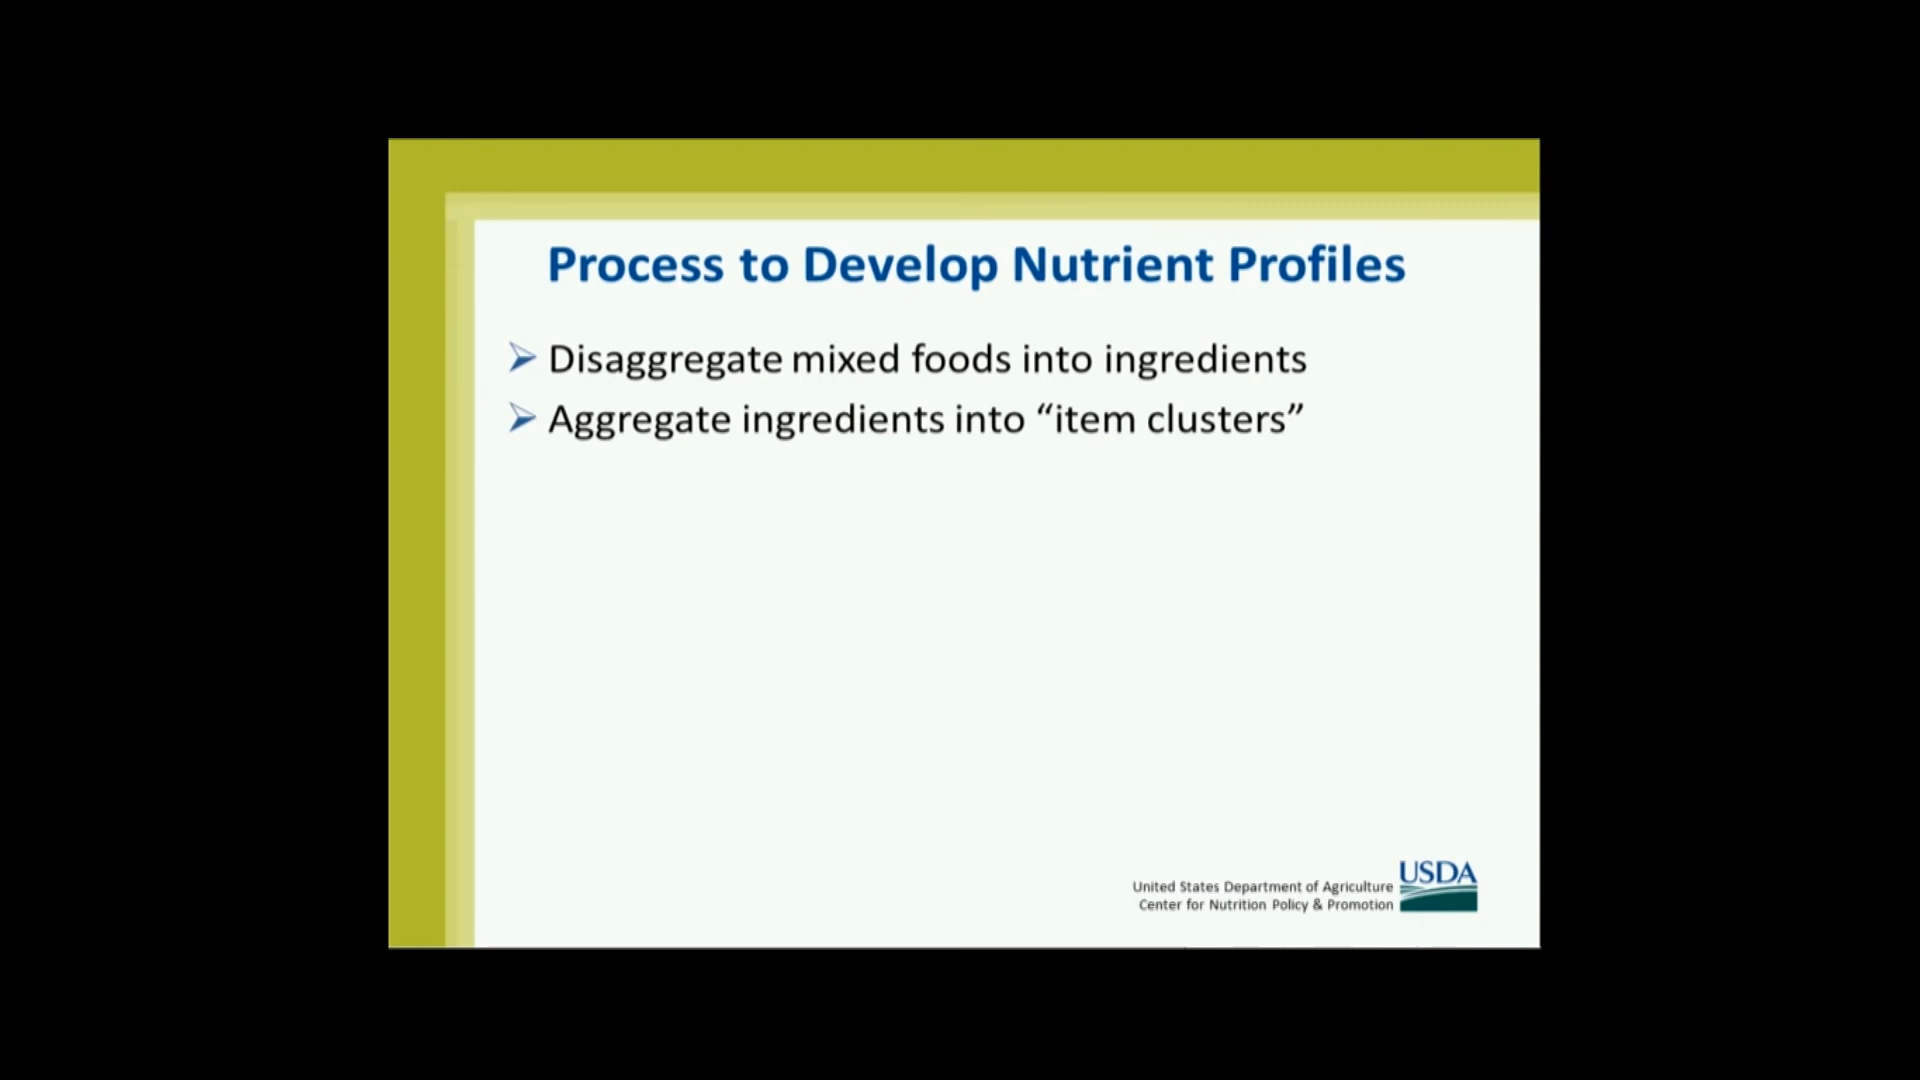 Process to Develop Nutrient Profiles
Disaggregate mixed foods into ingredients
Aggregate ingredients into “item clusters”
United States Department of Agriculture
Center for Nutrition Policy & Promotion
USDA